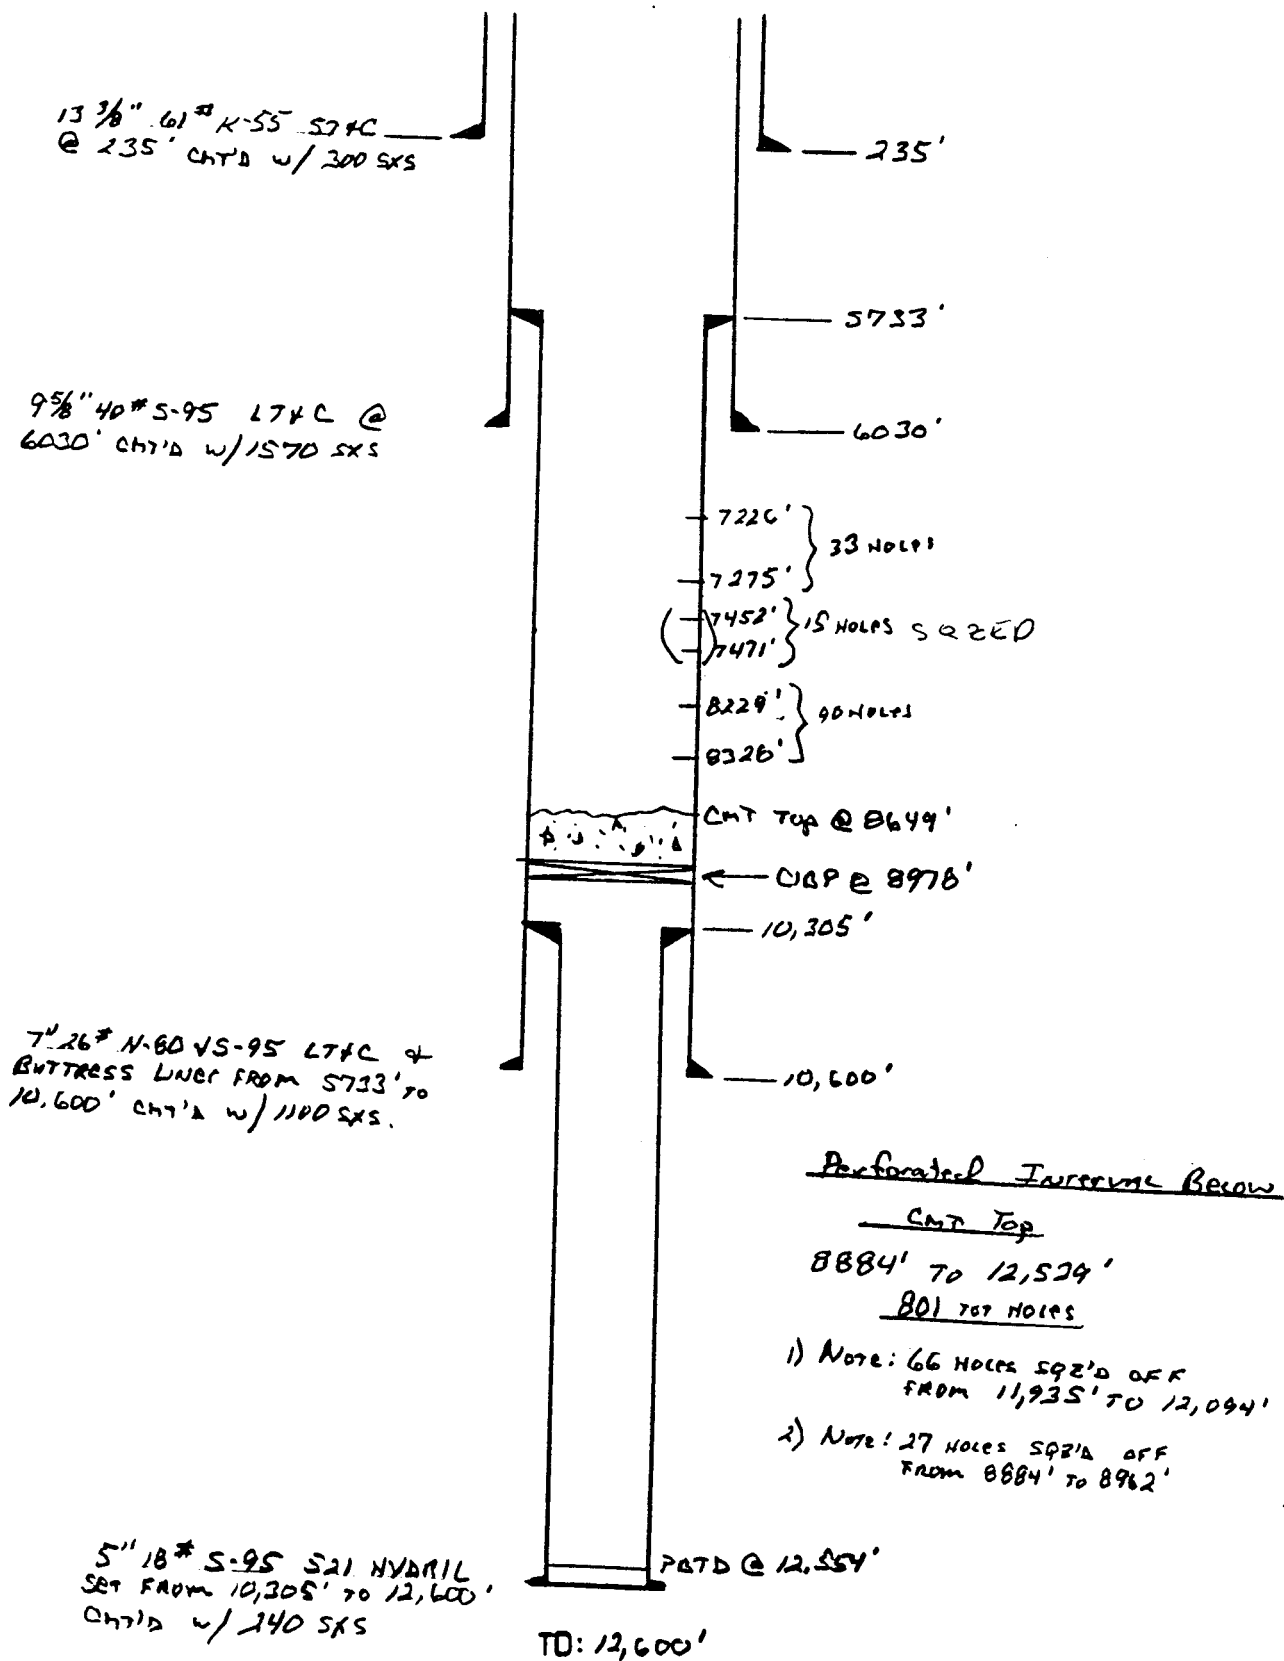 13 3/8" 61# K-55 ST&C
@ 235' CMT'D w/ 300 SXS
235'
5733'
9 5/8" 40# S-95 LT&C @
6030' CMT'D w/ 1570 SXS
6030'
7226'
33 HOLES
7275'
7452'
15 HOLES SQZED
7471'
8229'
90 HOLES
8328'
CMT TOP @ 8649'
CIBP @ 8978'
10,305'
7" 26# N-80 & S-95 LT&C &
BUTTRESS LINER FROM 5733' TO
10,600' CMT'D w/ 1100 SXS.
10,600'
Perforated INTERVAL BELOW
CMT TOP
8884' TO 12,529'
801 TOT HOLES
1) NOTE: 66 HOLES SQZ'D OFF
FROM 11,935' TO 12,094'
2) NOTE: 27 HOLES SQZ'D OFF
FROM 8884' TO 8962'
5" 18# S-95 521 HYDRIL
SET FROM 10,305' TO 12,600'
CMT'D w/ 240 SXS
PBTD @ 12,554'
TD: 12,600'